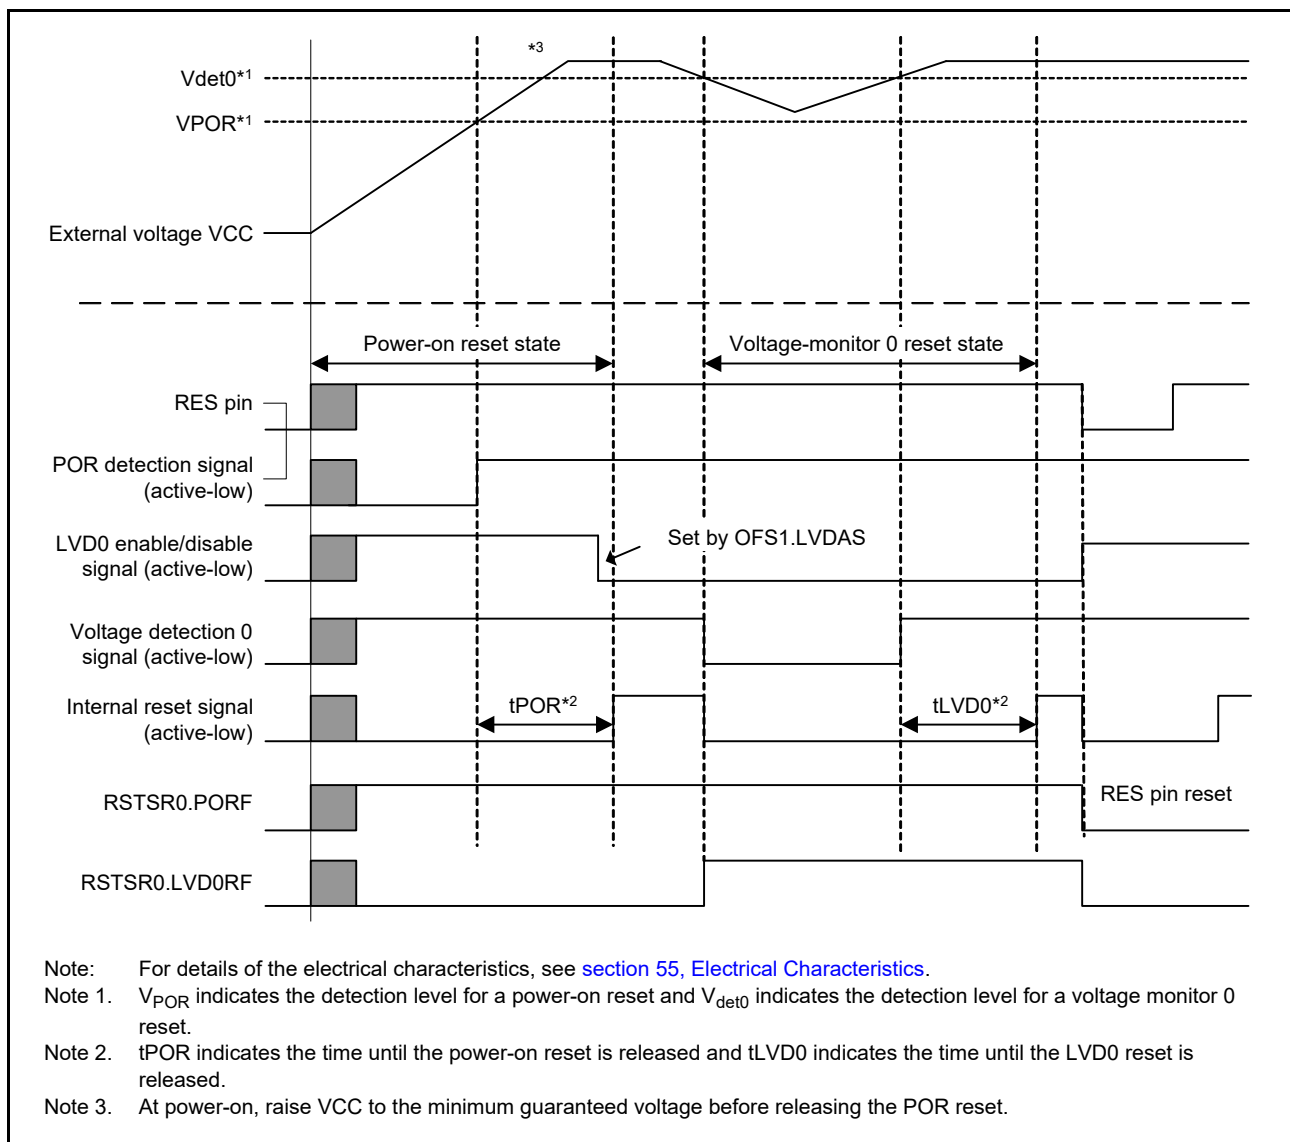 *3
Vdet0*1
VPOR*1
External voltage VCC
Power-on reset state
Voltage-monitor 0 reset state
RES pin
POR detection signal
(active-low)
LVD0 enable/disable
signal (active-low)
Set by OFS1.LVDAS
Voltage detection 0
signal (active-low)
Internal reset signal
(active-low)
tPOR*2
tLVD0*2
RSTSR0.PORF
RES pin reset
RSTSR0.LVD0RF
Note: For details of the electrical characteristics, see section 55, Electrical Characteristics.
Note 1. VPOR indicates the detection level for a power-on reset and Vdet0 indicates the detection level for a voltage monitor 0
reset.
Note 2. tPOR indicates the time until the power-on reset is released and tLVD0 indicates the time until the LVD0 reset is
released.
Note 3. At power-on, raise VCC to the minimum guaranteed voltage before releasing the POR reset.